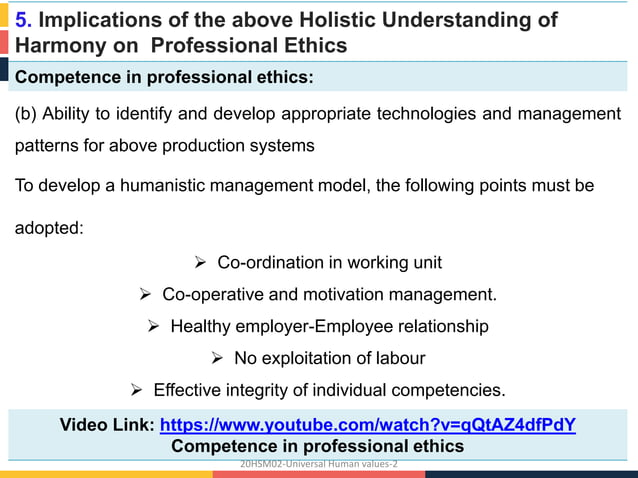 5. Implications of the above Holistic Understanding of
Harmony on Professional Ethics
Competence in professional ethics:
(b) Ability to identify and develop appropriate technologies and management
patterns for above production systems
To develop a humanistic management model, the following points must be
adopted:
➢ Co-ordination in working unit
➢ Co-operative and motivation management.
➢ Healthy employer-Employee relationship
➢ No exploitation of labour
➢ Effective integrity of individual competencies.
Video Link: https://www.youtube.com/watch?v=qQtAZ4dfPdY
Competence in professional ethics
20HSM02-Universal Human values-2